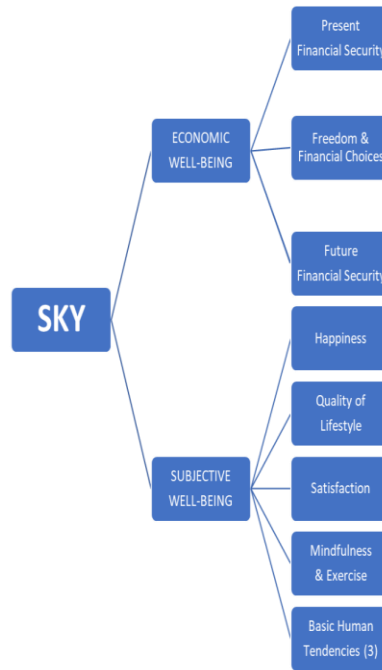 Present
Financial Security
ECONOMIC
WELL-BEING
Freedom &
Financial Choices
Future
Financial Security
SKY
Happiness
Quality of
Lifestyle
SUBJECTIVE
WELL-BEING
Satisfaction
Mindfulness
& Exercise
Basic Human
Tendencies (3)